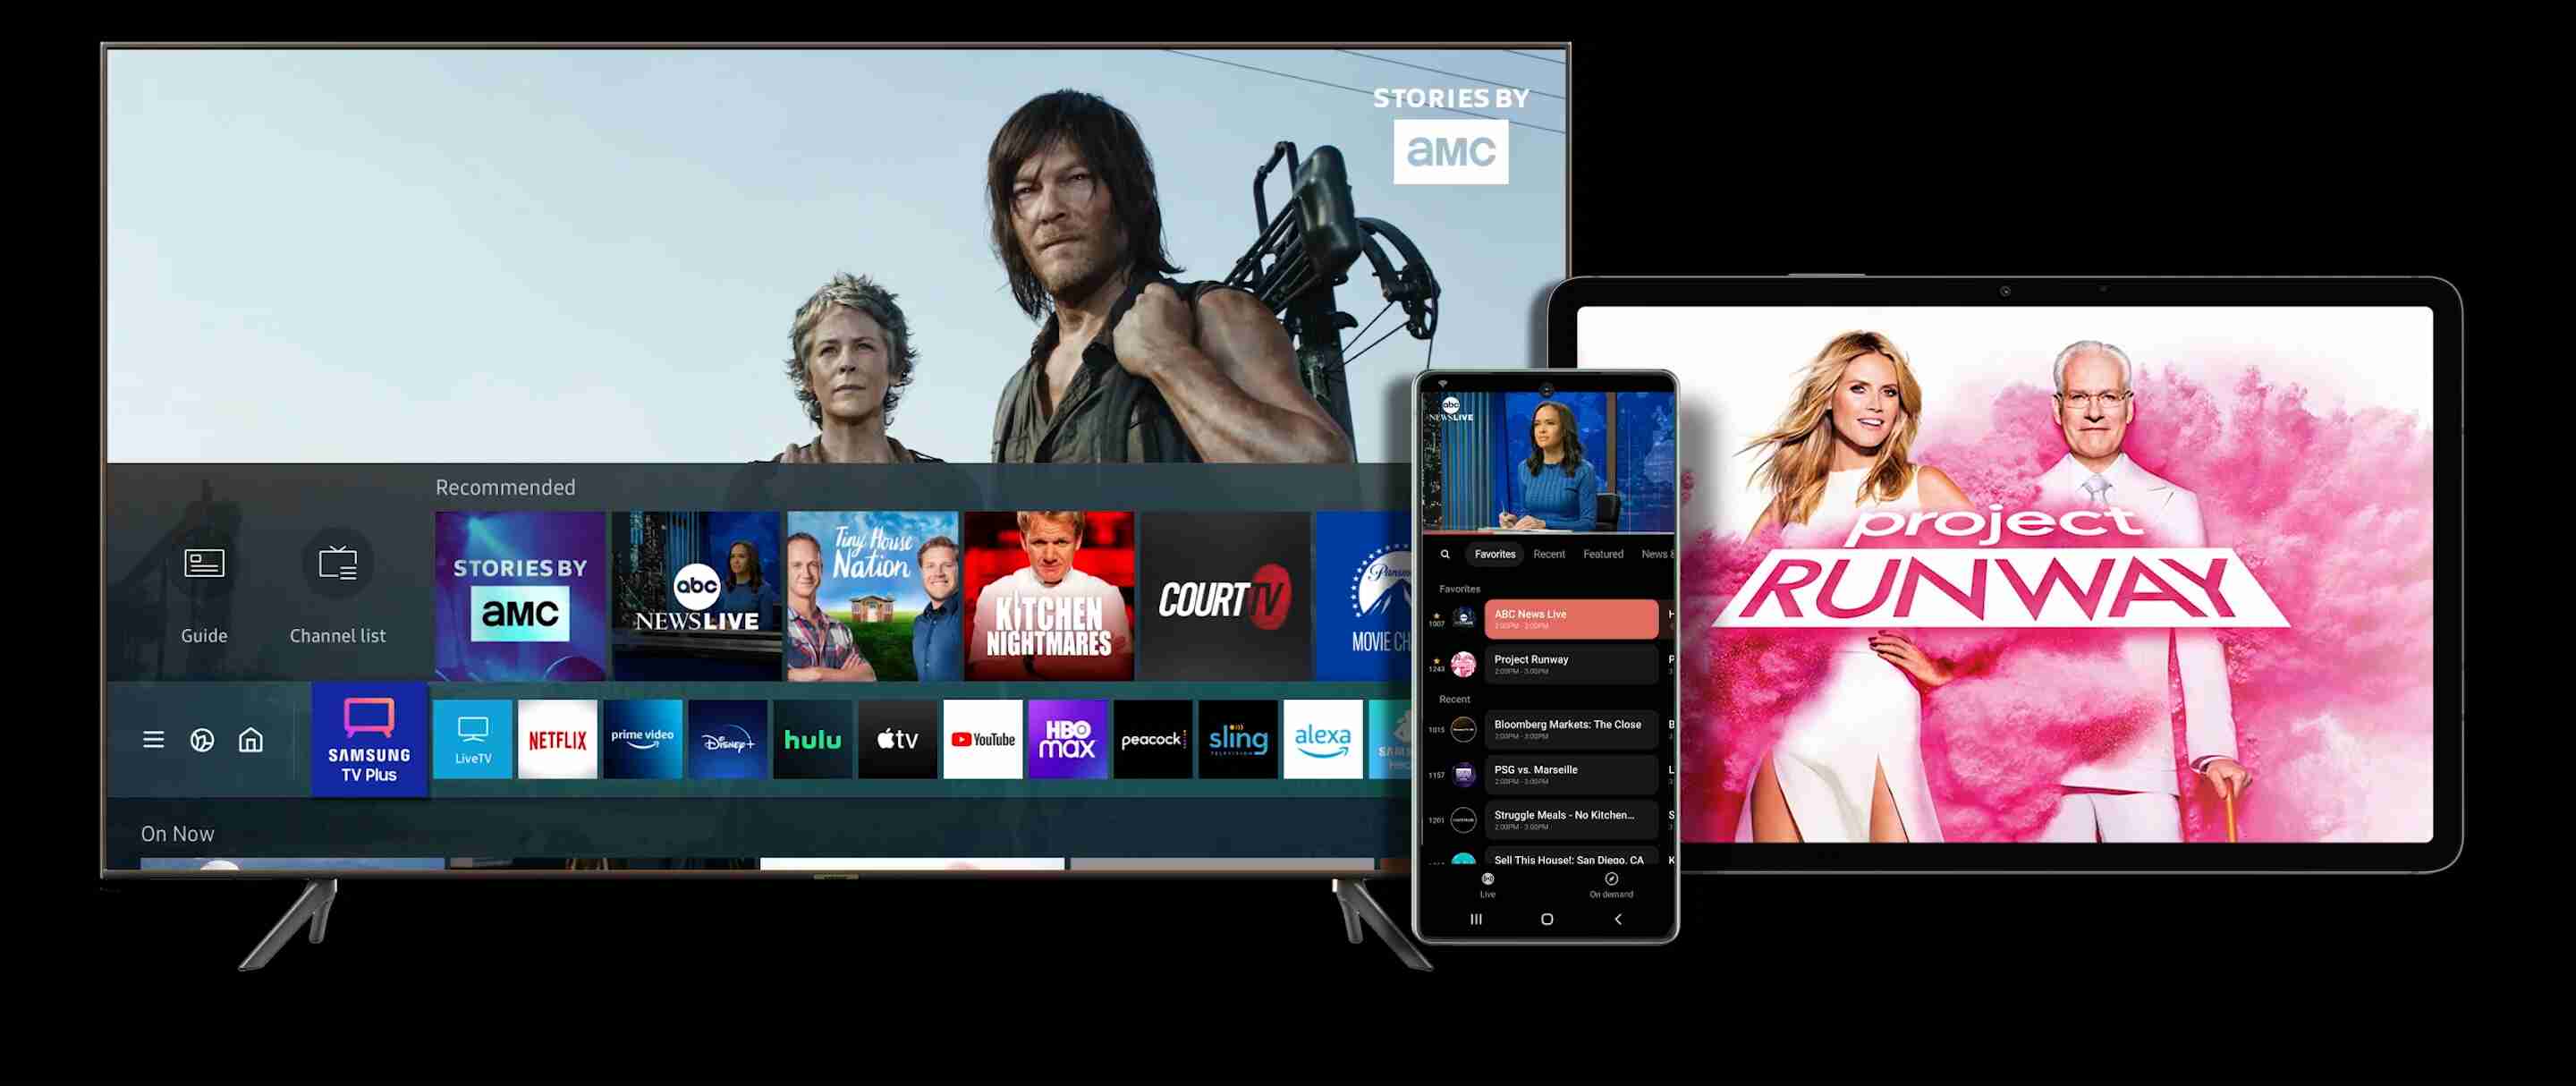 STORIES BY
aMC
Recommended
Guide
Channel list
STORIES BY
aMC
abc
NEWSLIVE
Tiny House
Nation
KITCHEN
NIGHTMARES
COURT TV
MOVIE CH
SAMSUNG
TV Plus
LiveTV
NETFLIX
prime video
Disney+
hulu
tv
YouTube
HBO
max
peacock
sling
TELEVISION
alexa
On Now
abc
NEWSLIVE
Favorites
Recent
Featured
News &
Favorites
1007
ABC News Live
2:00PM - 3:00PM
1243
Project Runway
2:00PM - 3:00PM
Recent
1015
Bloomberg Markets: The Close
2:00PM - 3:00PM
1157
PSG vs. Marseille
2:00PM - 3:00PM
1201
Struggle Meals - No Kitchen...
2:00PM - 3:00PM
Sell This House!: San Diego, CA
Live
On demand
project
RUNWAY